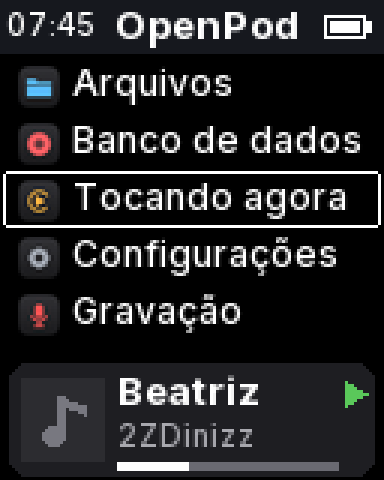 07:45 OpenPod
Arquivos
Banco de dados
Tocando agora
Configurações
Gravação
Beatriz
2ZDinizz